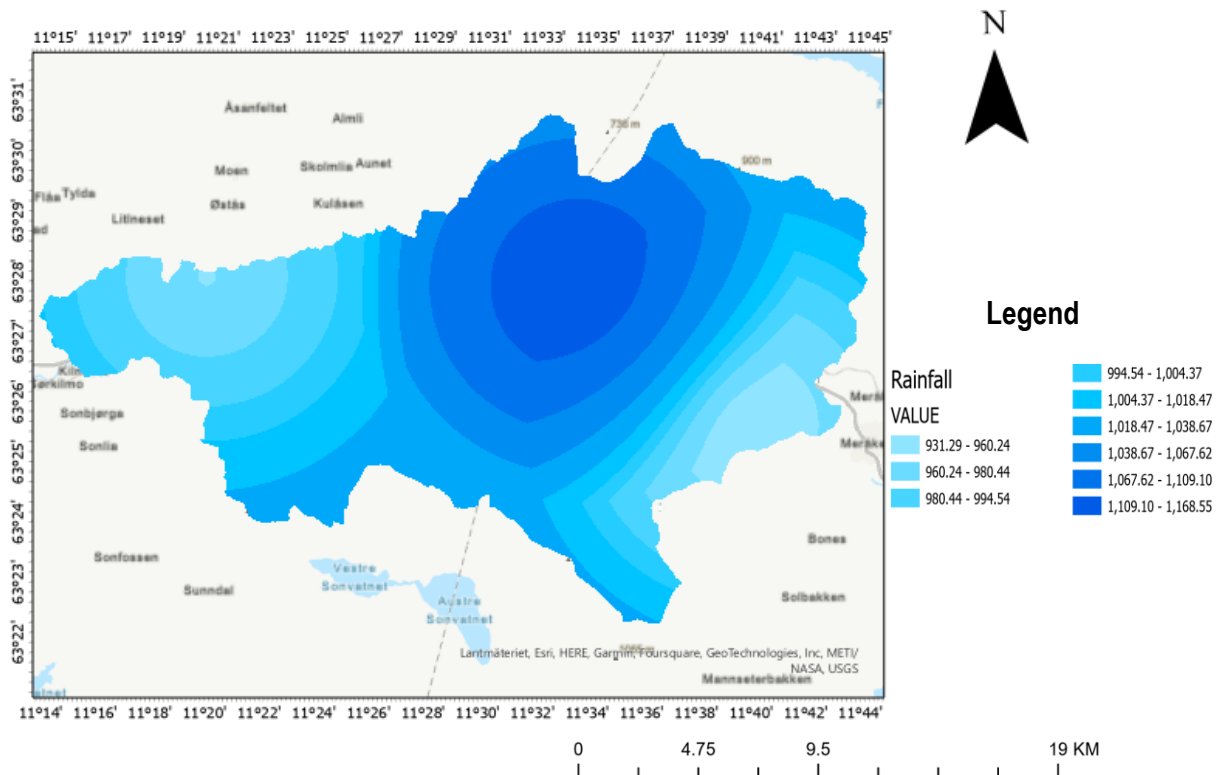 N
11°15' 11°17' 11°19' 11°21' 11°23' 11°25' 11°27' 11°29' 11°31' 11°33' 11°35' 11°37' 11°39' 11°41' 11°43' 11°45'
63°31'
63°30'
63°29'
63°28'
63°27'
63°26'
63°25'
63°24'
63°23'
63°22'
Åsanfeltet
Almli
736 m
900 m
Moen
Skolmlia
Aunet
Flåa
Tylda
Østås
Kulåsen
Litlneset
ad
Kiln
Sørkilmo
Sonbjørga
Sonlia
Meråk
Meråke
Sonfossen
Sunndal
Vestre
Sonvatnet
Austre
Sonvatnet
Bones
Solbakken
Mannseterbakken
atnet
Lantmäteriet, Esri, HERE, Garmin, Foursquare, GeoTechnologies, Inc, METI/
NASA, USGS
11°14' 11°16' 11°18' 11°20' 11°22' 11°24' 11°26' 11°28' 11°30' 11°32' 11°34' 11°36' 11°38' 11°40' 11°42' 11°44'
0 4.75 9.5 19 KM
Legend
Rainfall
VALUE
931.29 - 960.24
960.24 - 980.44
980.44 - 994.54
994.54 - 1,004.37
1,004.37 - 1,018.47
1,018.47 - 1,038.67
1,038.67 - 1,067.62
1,067.62 - 1,109.10
1,109.10 - 1,168.55